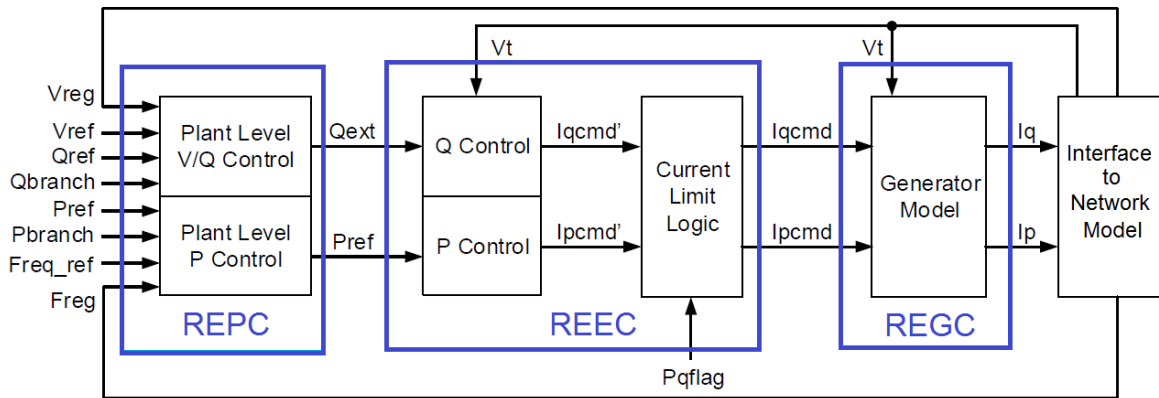 Vt
Vt
Vreg
Vref
Qref
Qbranch
Pref
Pbranch
Freq_ref
Freg
Plant Level
V/Q Control
Plant Level
P Control
REPC
Qext
Pref
Q Control
P Control
Iqcmd'
Ipcmd'
Current
Limit
Logic
REEC
Pqflag
Iqcmd
Ipcmd
Generator
Model
REGC
Iq
Ip
Interface
to
Network
Model